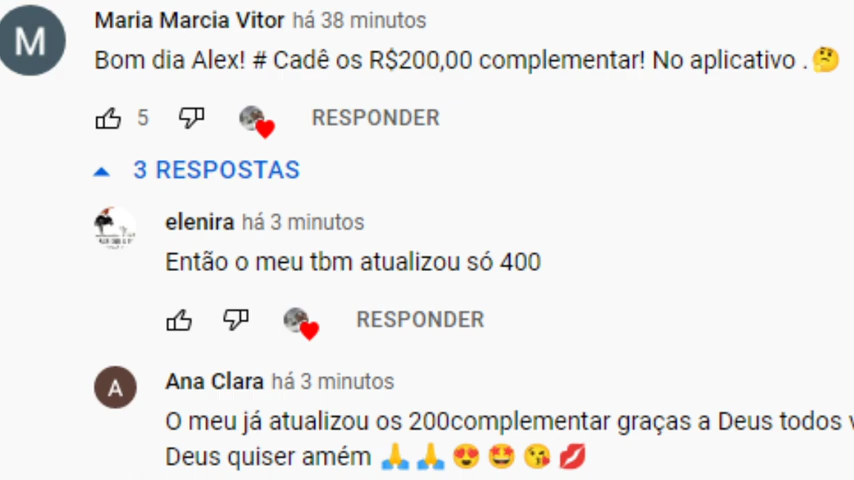 M
Maria Marcia Vitor há 38 minutos
Bom dia Alex! # Cadê os R$200,00 complementar! No aplicativo . 🤔
5 RESPONDER
3 RESPOSTAS
elenira há 3 minutos
Então o meu tbm atualizou só 400
RESPONDER
A
Ana Clara há 3 minutos
O meu já atualizou os 200complementar graças a Deus todos
Deus quiser amém 🙏 🙏 😍 🤩 😘 💋